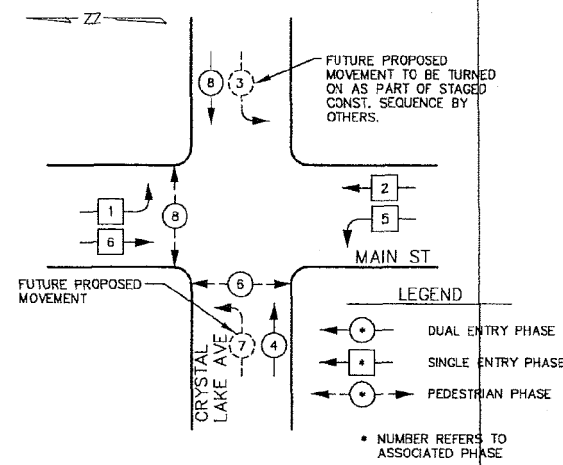 ZZ
8
3
FUTURE PROPOSED
MOVEMENT TO BE TURNED
ON AS PART OF STAGED
CONST. SEQUENCE BY
OTHERS.
1
6
8
2
5
MAIN ST
6
FUTURE PROPOSED
MOVEMENT
7
4
CRYSTAL
LAKE AVE
LEGEND
* DUAL ENTRY PHASE
* SINGLE ENTRY PHASE
* PEDESTRIAN PHASE
* NUMBER REFERS TO
ASSOCIATED PHASE